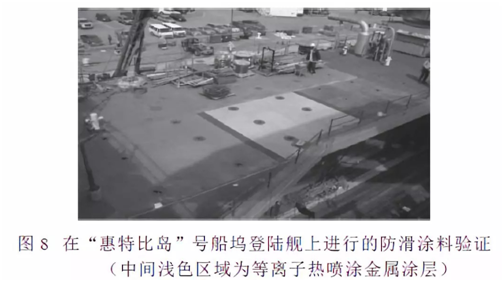 图 8 在“惠特比岛”号船坞登陆舰上进行的防滑涂料验证
（中间浅色区域为等离子热喷涂金属涂层）